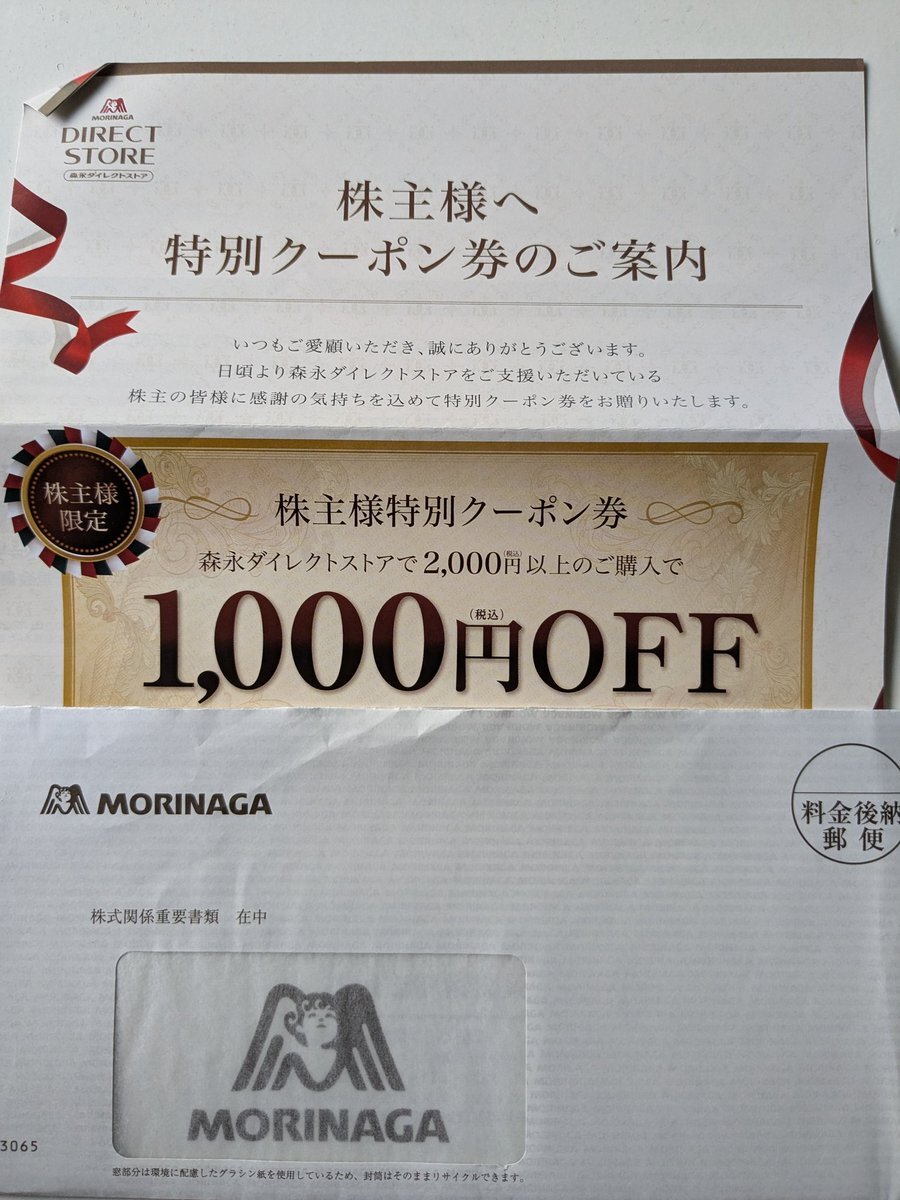 MORINAGA
DIRECT
STORE
森永ダイレクトストア
株主様へ
特別クーポン券のご案内
いつもご愛顧いただき、誠にありがとうございます。
日頃より森永ダイレクトストアをご支援いただいている
株主の皆様に感謝の気持ちを込めて特別クーポン券をお贈りいたします。
株主様
限定
株主様特別クーポン券
森永ダイレクトストアで2,000円(税込)以上のご購入で
1,000円(税込)OFF
MORINAGA
料金後納
郵便
株式関係重要書類 在中
MORINAGA
3065
窓部分は環境に配慮したグラシン紙を使用しているため、封筒はそのままリサイクルできます。